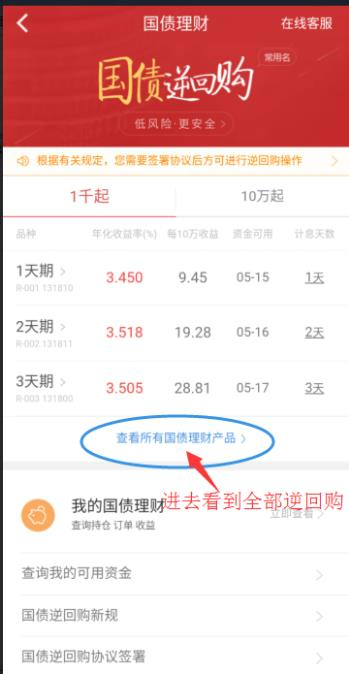 国债理财
在线客服
国债逆回购
常用名
低风险·更安全
根据有关规定，您需要签署协议后方可进行逆回购操作
1千起
10万起
品种 年化收益率(%) 每10万收益 资金可用 计息天数
1天期 3.450 9.45 05-15 1天
R-001 131810
2天期 3.518 19.28 05-16 2天
R-002 131811
3天期 3.505 28.81 05-17 3天
R-003 131800
查看所有国债理财产品
我的国债理财
进去看到全部逆回购
立即查看
查询持仓 订单 收益
查询我的可用资金
国债逆回购新规
国债逆回购协议签署